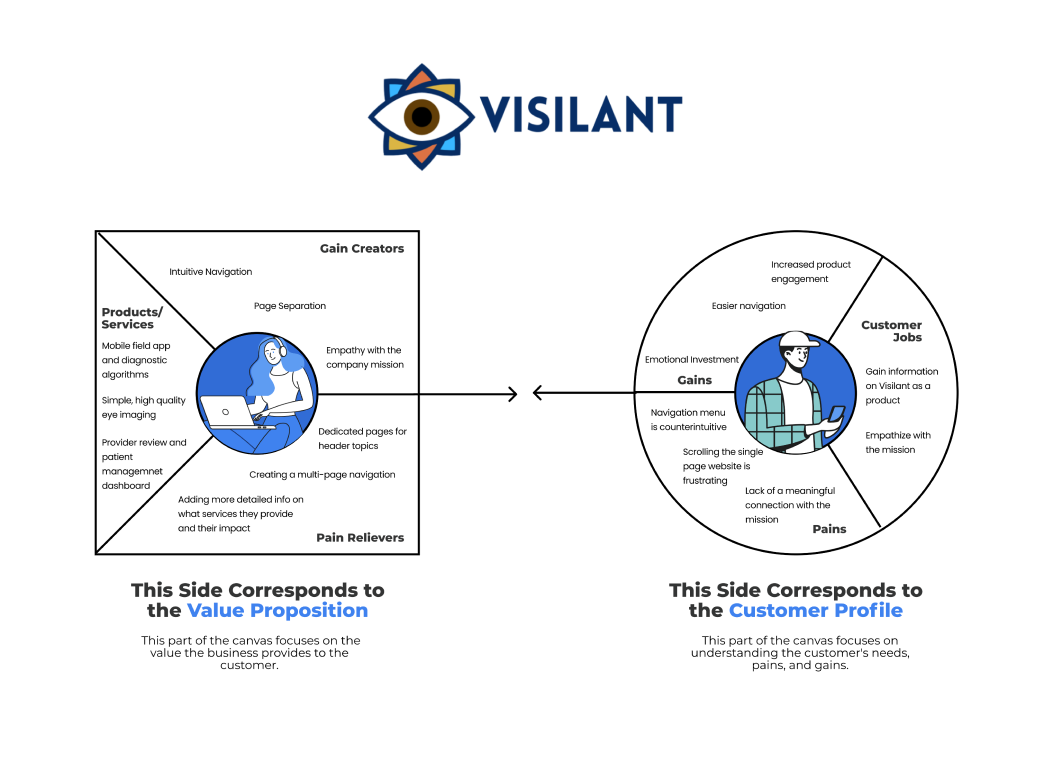 VISILANT
Gain Creators
Intuitive Navigation
Page Separation
Empathy with the
company mission
Products/
Services
Mobile field app
and diagnostic
algorithms
Simple, high quality
eye imaging
Provider review and
patient
managemnet
dashboard
Dedicated pages for
header topics
Creating a multi-page navigation
Adding more detailed info on
what services they provide
and their impact
Pain Relievers
This Side Corresponds to
the Value Proposition
This part of the canvas focuses on the
value the business provides to the
customer.
Increased product
engagement
Easier navigation
Emotional Investment
Gains
Customer
Jobs
Gain information
on Visilant as a
product
Empathize with
the mission
Navigation menu
is counterintuitive
Scrolling the single
page website is
frustrating
Lack of a meaningful
connection with the
mission
Pains
This Side Corresponds to
the Customer Profile
This part of the canvas focuses on
understanding the customer's needs,
pains, and gains.